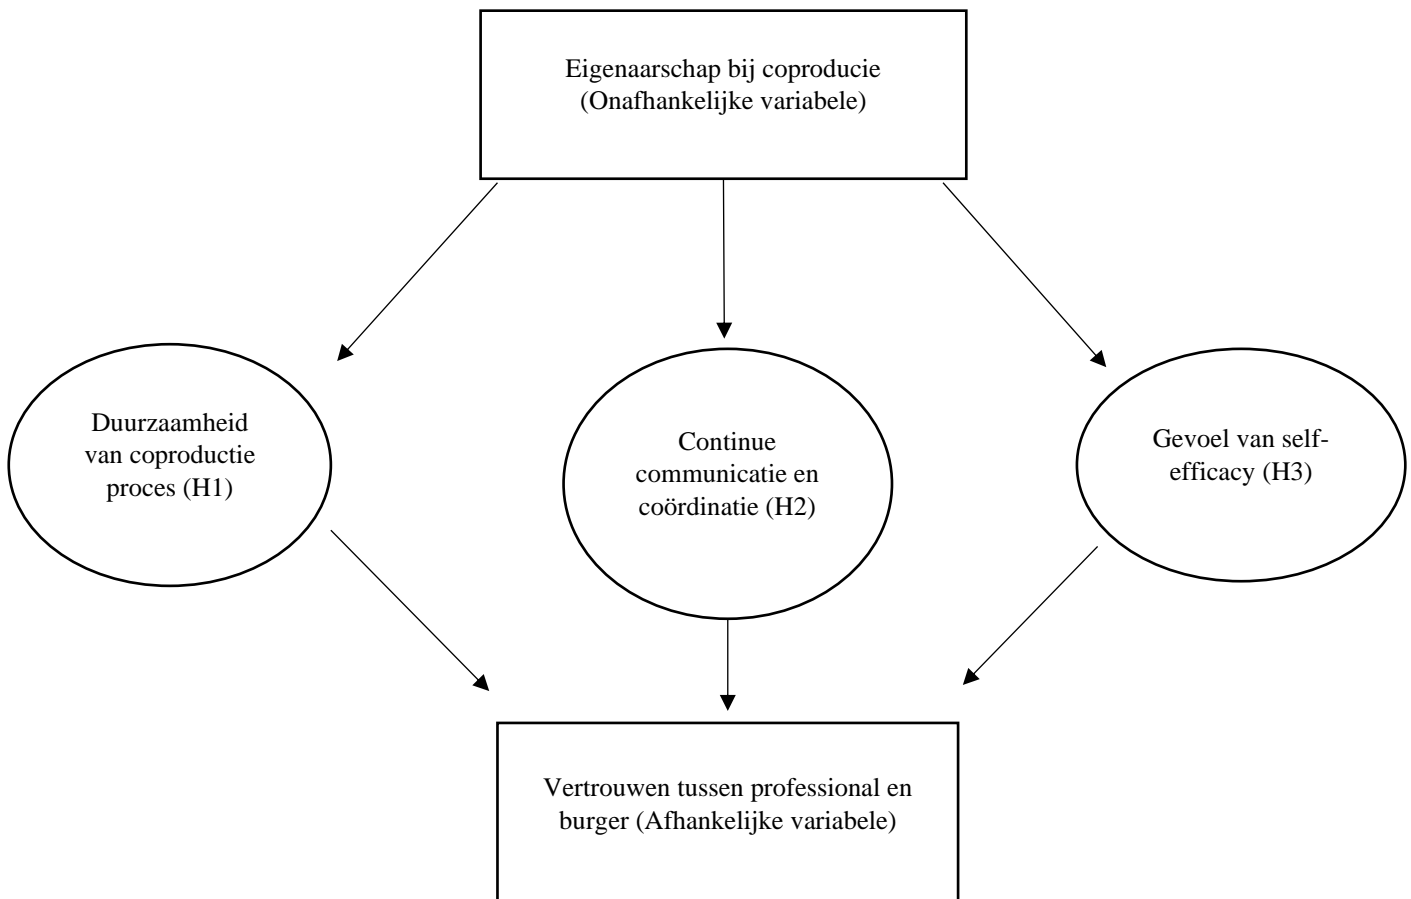 Eigenaarschap bij coproducie
(Onafhankelijke variabele)
Duurzaamheid
van coproductie
proces (H1)
Continue
communicatie en
coördinatie (H2)
Gevoel van self-
efficacy (H3)
Vertrouwen tussen professional en
burger (Afhankelijke variabele)